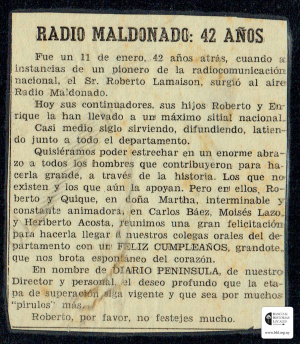 RADIO MALDONADO: 42 AÑOS
Fue un 11 de enero, 42 años atrás, cuando a
instancias de un pionero de la radiocomunicación
nacional, el Sr. Roberto Lamaison, surgió al aire
Radio Maldonado.
Hoy sus continuadores, sus hijos Roberto y En-
rique la han llevado a un máximo sitial nacional.
Casi medio siglo sirviendo, difundiendo, latien-
do junto a todo el departamento.
Quisiéramos poder estrechar en un enorme abra-
zo a todos los hombres que contribuyeron para ha-
cerla grande, a través de la historia. Los que no
existen y los que aún la apoyan. Pero en ellos, Ro-
berto y Quique, en doña Martha, interminable y
constante animadora, en Carlos Báez, Moisés Lazo
y Heriberto Acosta, reunimos una gran felicitación
para hacerla llegar a nuestros colegas orales del de-
partamento con un FELIZ CUMPLEAÑOS, grandote,
que nos brota espontáneo del corazón.
En nombre de DIARIO PENINSULA, de nuestro
Director y personal, el deseo profundo que la eta-
pa de superación siga vigente y que sea por muchos
"pirulos" más.
Roberto, por favor, no festejes mucho.